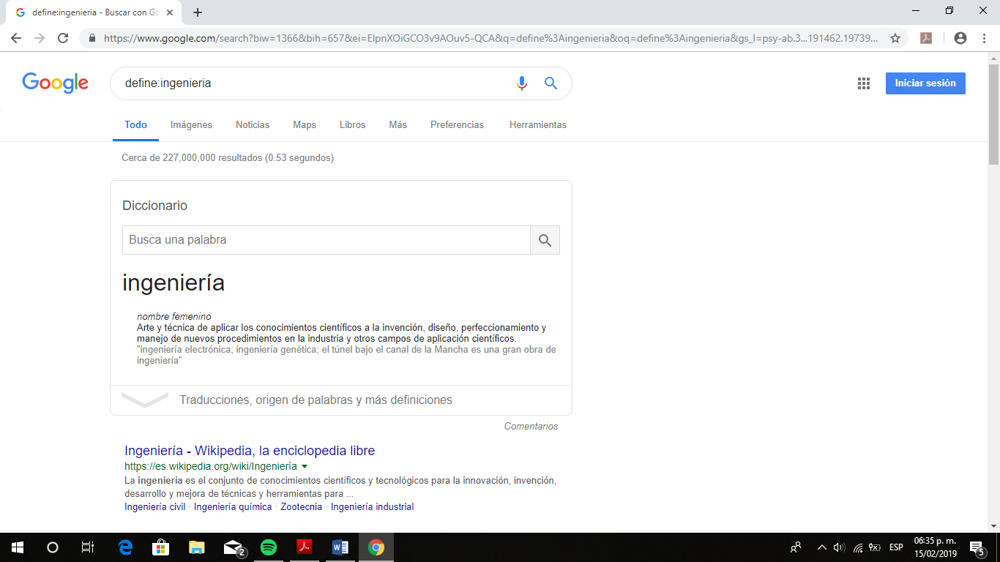 define:ingenieria - Buscar con Go
https://www.google.com/search?biw=1366&bih=657&ei=ElpnXOiGCO3v9AOuv5-QCA&q=define%3Aingenieria&oq=define%3Aingenieria&gs_l=psy-ab.3...191462.19739...
Google
define:ingenieria
Iniciar sesión
Todo Imágenes Noticias Maps Libros Más Preferencias Herramientas
Cerca de 227,000,000 resultados (0.53 segundos)
Diccionario
Busca una palabra
ingeniería
nombre femenino
Arte y técnica de aplicar los conocimientos científicos a la invención, diseño, perfeccionamiento y
manejo de nuevos procedimientos en la industria y otros campos de aplicación científicos.
"ingeniería electrónica; ingeniería genética; el túnel bajo el canal de la Mancha es una gran obra de
ingeniería"
Traducciones, origen de palabras y más definiciones
Comentarios
Ingeniería - Wikipedia, la enciclopedia libre
https://es.wikipedia.org/wiki/Ingeniería
La ingeniería es el conjunto de conocimientos científicos y tecnológicos para la innovación, invención,
desarrollo y mejora de técnicas y herramientas para ...
Ingeniería civil · Ingeniería química · Zootecnia · Ingeniería industrial
2
ESP
06:35 p. m.
15/02/2019
5